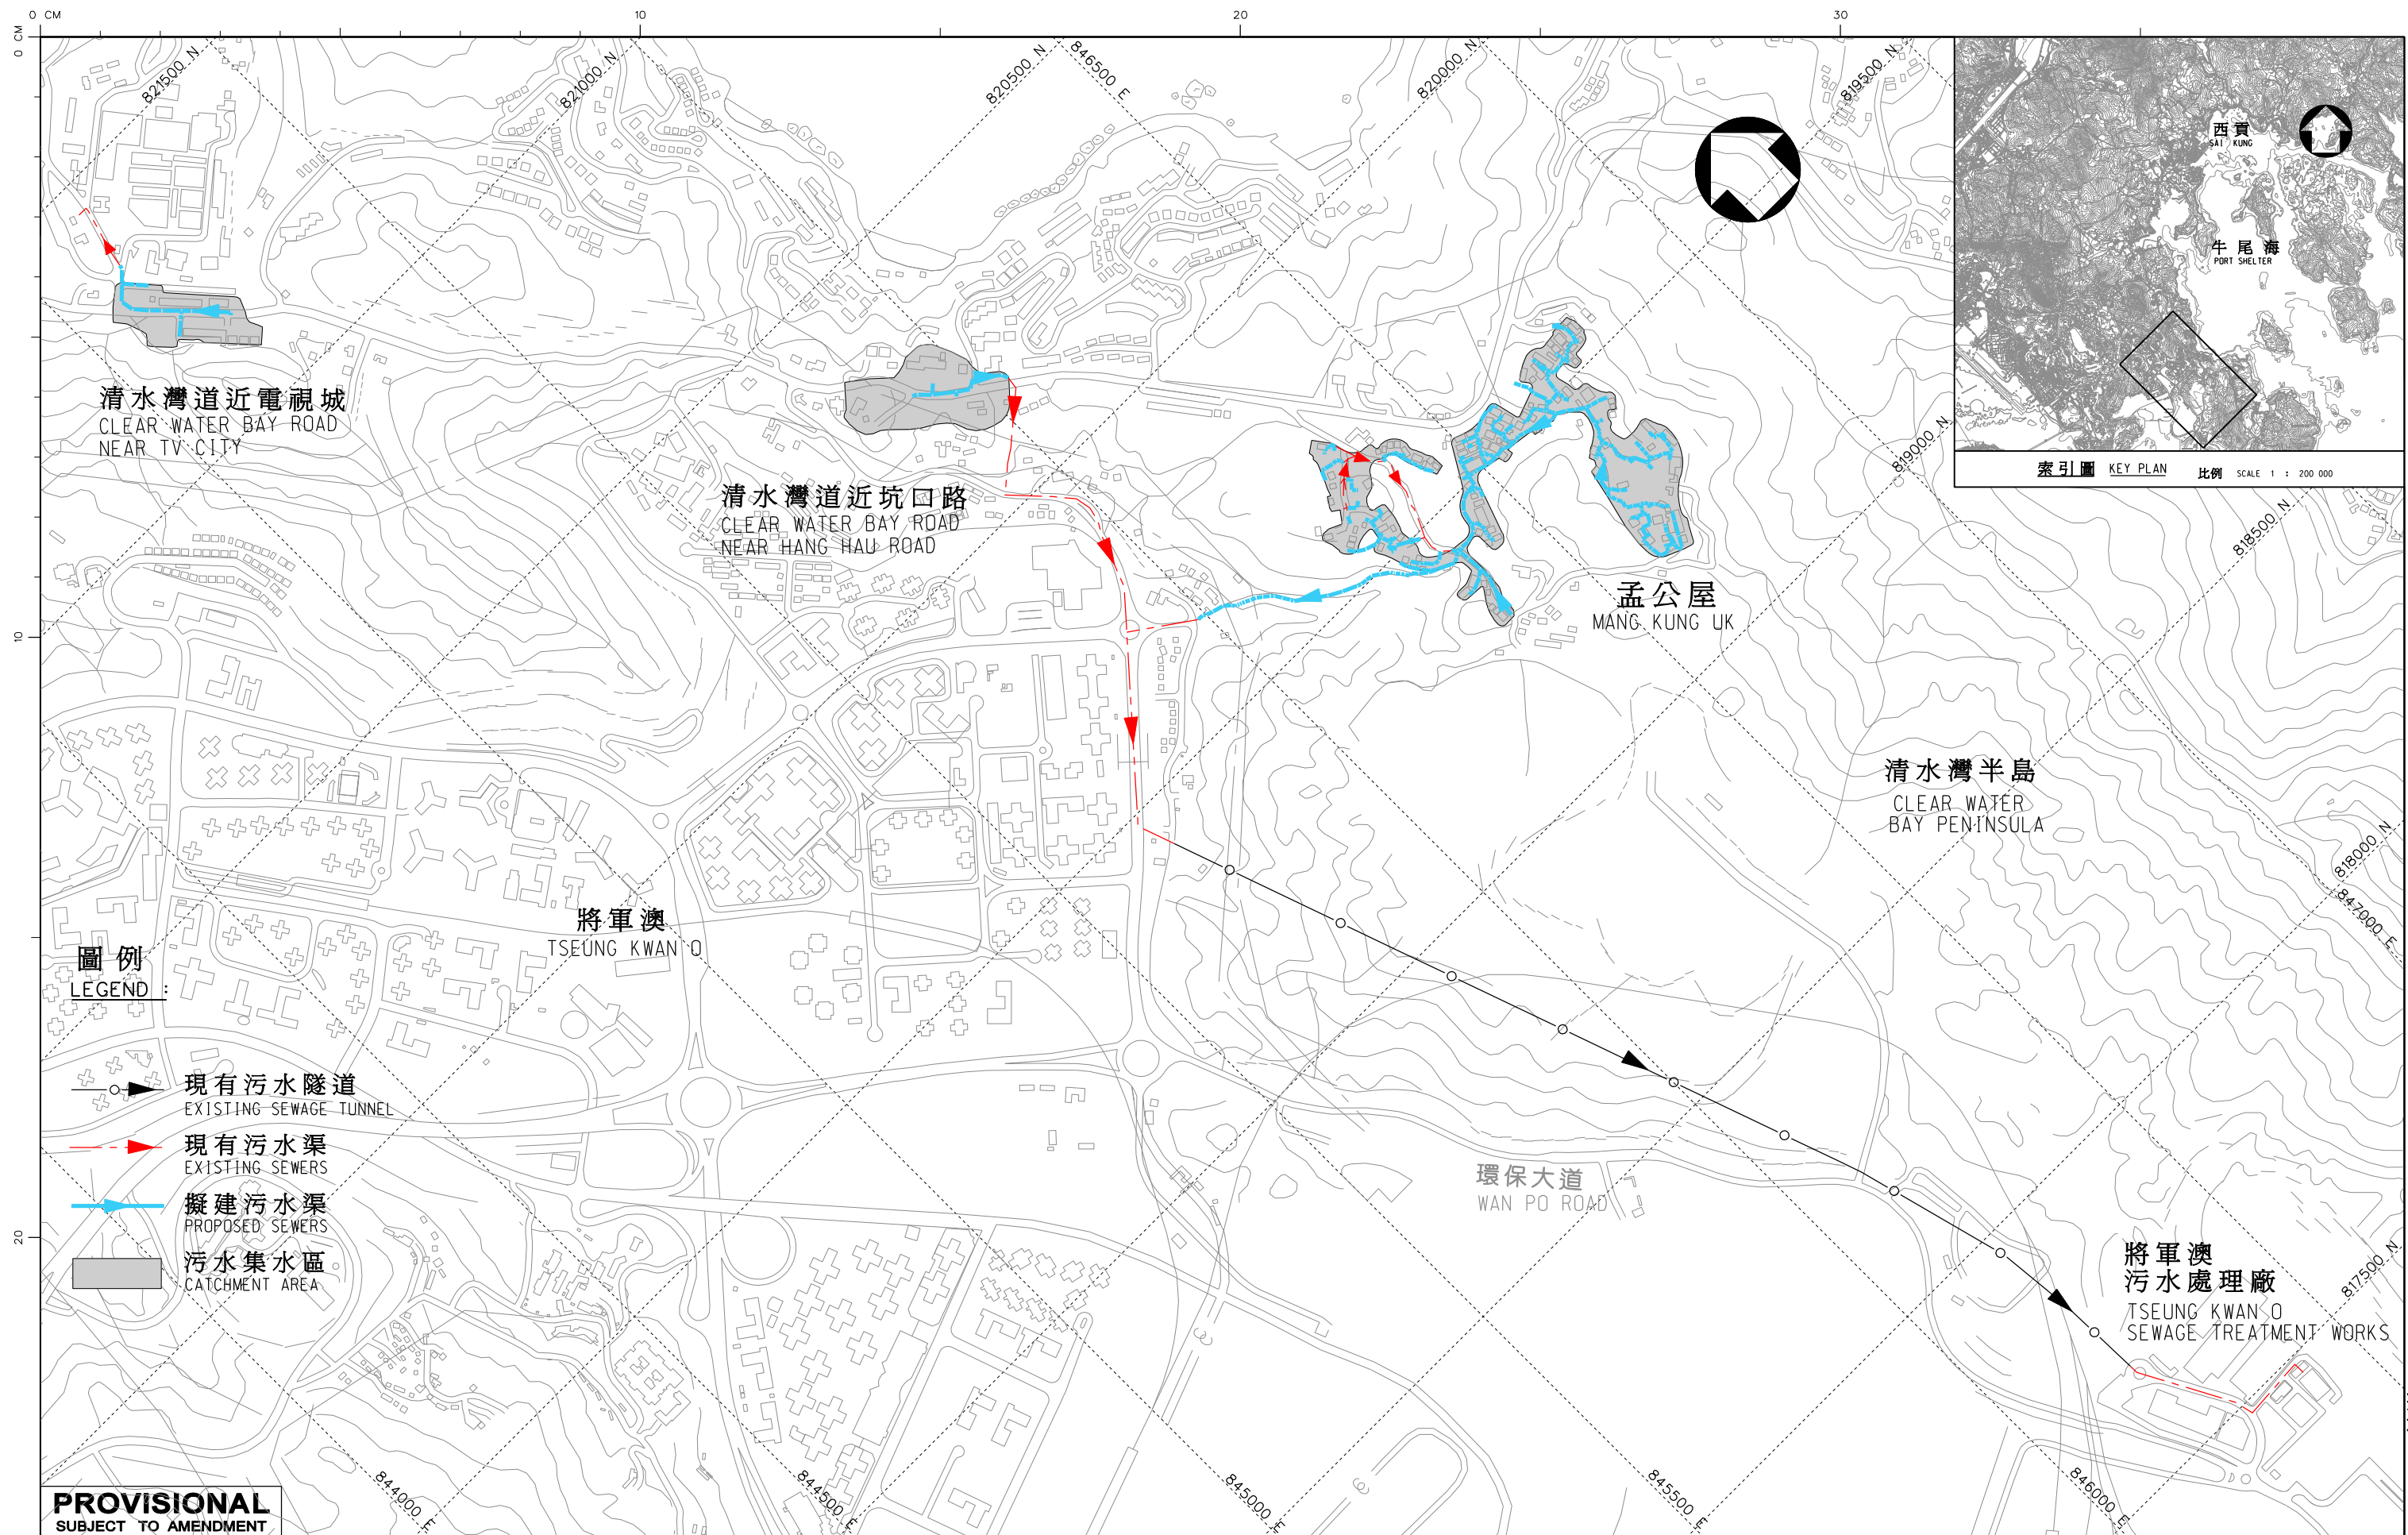 0 CM
10
20
30
0 CM
10
20
821500 N
821000 N
820500 N
846500 E
820000 N
819500 N
819000 N
818500 N
818000 N
847000 E
817500 N
844000 E
844500 E
845000 E
845500 E
846000 E
西貢
SAI KUNG
牛尾海
PORT SHELTER
索引圖 KEY PLAN 比例 SCALE 1 : 200 000
清水灣道近電視城
CLEAR WATER BAY ROAD
NEAR TV CITY
清水灣道近坑口路
CLEAR WATER BAY ROAD
NEAR HANG HAU ROAD
孟公屋
MANG KUNG UK
清水灣半島
CLEAR WATER
BAY PENINSULA
將軍澳
TSEUNG KWAN O
圖例
LEGEND :
現有污水隧道
EXISTING SEWAGE TUNNEL
現有污水渠
EXISTING SEWERS
擬建污水渠
PROPOSED SEWERS
污水集水區
CATCHMENT AREA
環保大道
WAN PO ROAD
將軍澳
污水處理廠
TSEUNG KWAN O
SEWAGE TREATMENT WORKS
PROVISIONAL
SUBJECT TO AMENDMENT